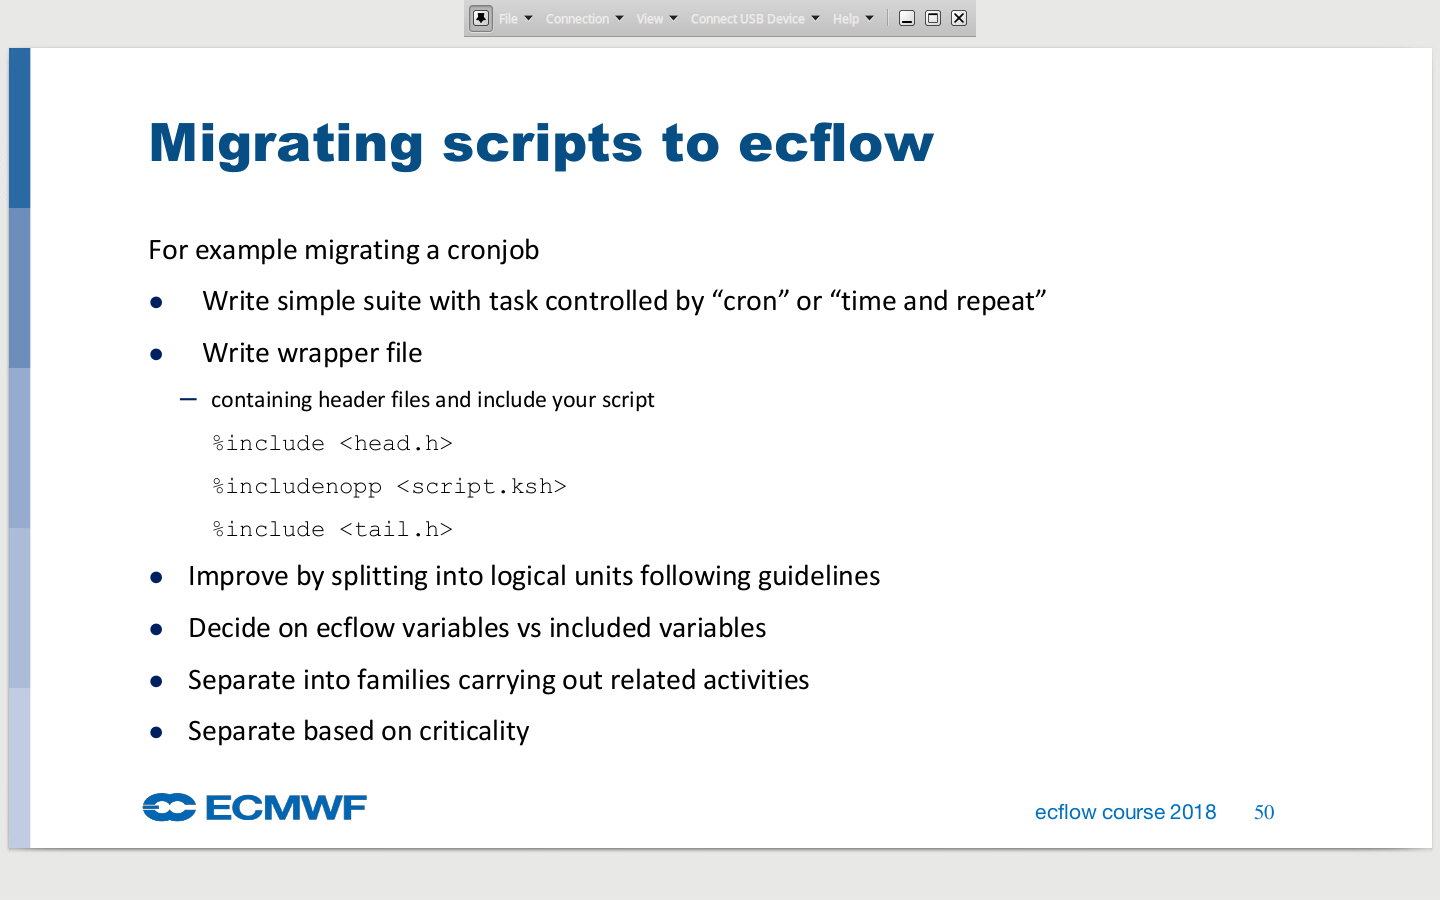 File Connection View Connect USB Device Help
Migrating scripts to ecflow
For example migrating a cronjob
● Write simple suite with task controlled by “cron” or “time and repeat”
● Write wrapper file
— containing header files and include your script
%include <head.h>
%includenopp <script.ksh>
%include <tail.h>
● Improve by splitting into logical units following guidelines
● Decide on ecflow variables vs included variables
● Separate into families carrying out related activities
● Separate based on criticality
ECMWF
ecflow course 2018 50